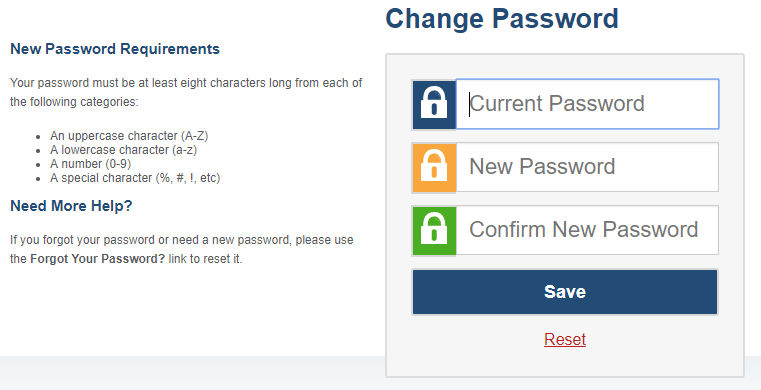 Change Password
New Password Requirements
Your password must be at least eight characters long from each of
the following categories:
An uppercase character (A-Z)
A lowercase character (a-z)
A number (0-9)
A special character (%, #, !, etc)
Need More Help?
If you forgot your password or need a new password, please use
the Forgot Your Password? link to reset it.
Current Password
New Password
Confirm New Password
Save
Reset